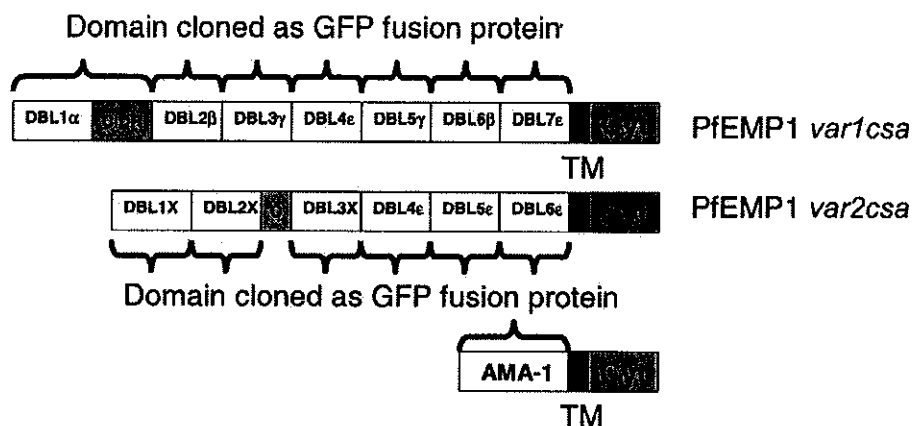 Domain cloned as GFP fusion protein
DBL1α DBL2β DBL3γ DBL4ε DBL5γ DBL6β DBL7ε PfEMP1 var1csa
TM
DBL1X DBL2X DBL3X DBL4ε DBL5ε DBL6ε PfEMP1 var2csa
Domain cloned as GFP fusion protein
AMA-1
TM